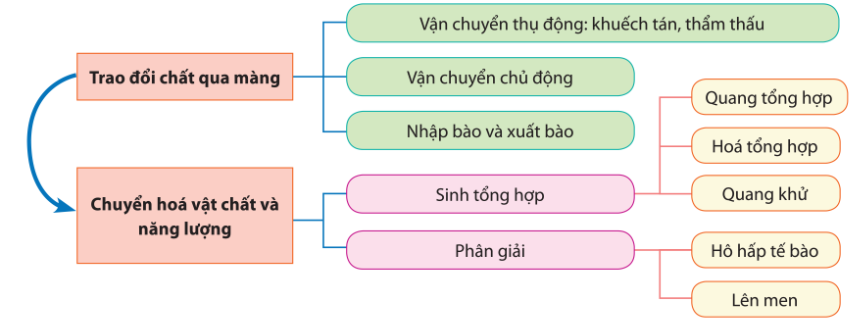 Trao đổi chất qua màng
Vận chuyển thụ động: khuếch tán, thẩm thấu
Vận chuyển chủ động
Nhập bào và xuất bào
Chuyển hoá vật chất và
năng lượng
Sinh tổng hợp
Quang tổng hợp
Hoá tổng hợp
Quang khử
Phân giải
Hô hấp tế bào
Lên men